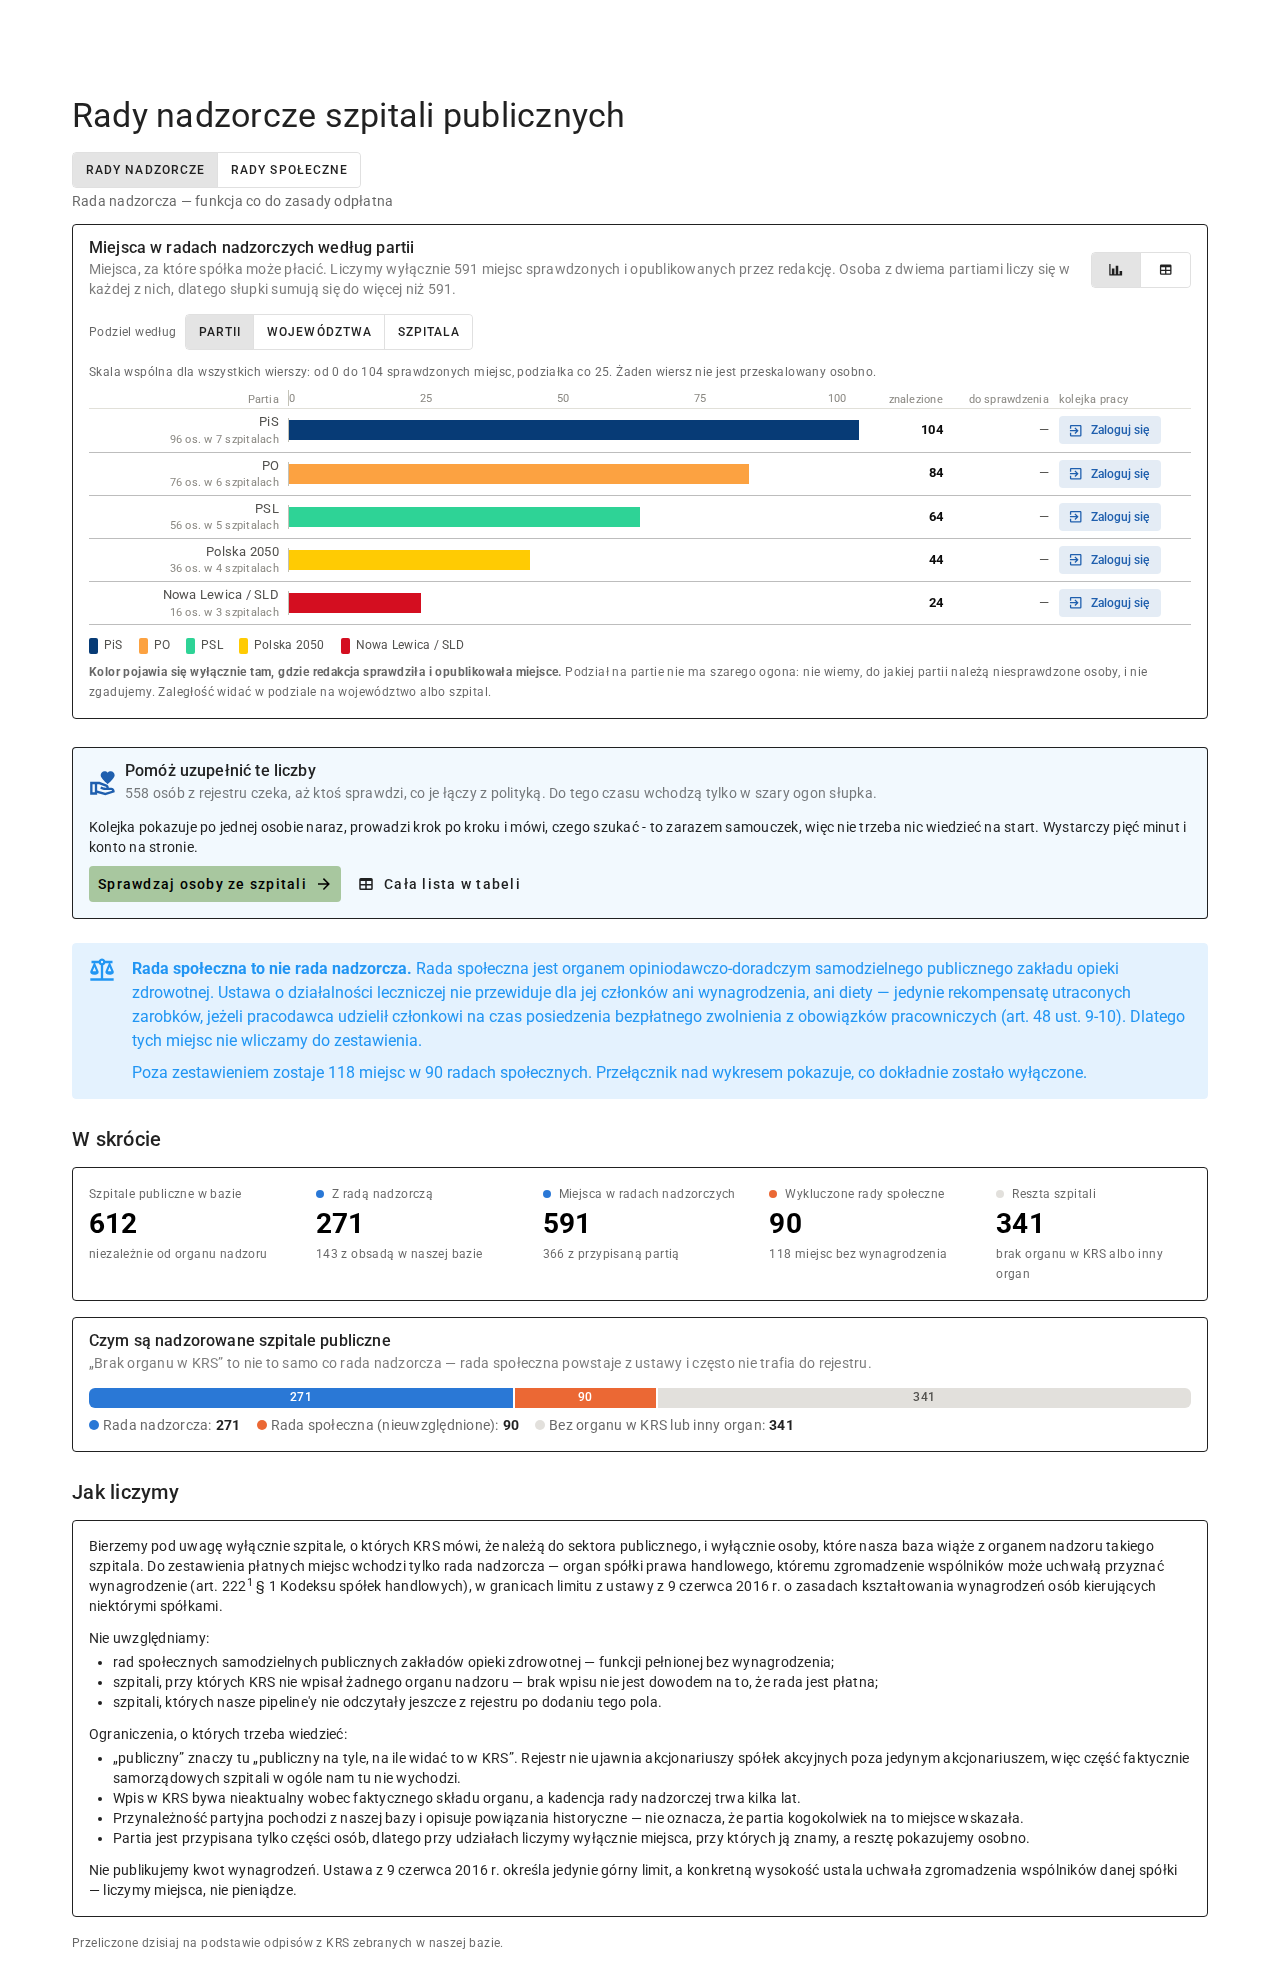 Rady nadzorcze szpitali publicznych
RADY NADZORCZE
RADY SPOŁECZNE
Rada nadzorcza — funkcja co do zasady odpłatna
Miejsca w radach nadzorczych według partii
Miejsca, za które spółka może płacić. Liczymy wyłącznie 591 miejsc sprawdzonych i opublikowanych przez redakcję. Osoba z dwiema partiami liczy się w
każdej z nich, dlatego słupki sumują się do więcej niż 591.
Podziel według
PARTII
WOJEWÓDZTWA
SZPITALA
Skala wspólna dla wszystkich wierszy: od 0 do 104 sprawdzonych miejsc, podziałka co 25. Żaden wiersz nie jest przeskalowany osobno.
Partia 0 25 50 75 100 znalezione do sprawdzenia kolejka pracy
PiS
96 os. w 7 szpitalach
104 — Zaloguj się
PO
76 os. w 6 szpitalach
84 — Zaloguj się
PSL
56 os. w 5 szpitalach
64 — Zaloguj się
Polska 2050
36 os. w 4 szpitalach
44 — Zaloguj się
Nowa Lewica / SLD
16 os. w 3 szpitalach
24 — Zaloguj się
PiS PO PSL Polska 2050 Nowa Lewica / SLD
Kolor pojawia się wyłącznie tam, gdzie redakcja sprawdziła i opublikowała miejsce. Podział na partie nie ma szarego ogona: nie wiemy, do jakiej partii należą niesprawdzone osoby, i nie
zgadujemy. Zaległość widać w podziale na województwo albo szpital.
Pomóż uzupełnić te liczby
558 osób z rejestru czeka, aż ktoś sprawdzi, co je łączy z polityką. Do tego czasu wchodzą tylko w szary ogon słupka.
Kolejka pokazuje po jednej osobie naraz, prowadzi krok po kroku i mówi, czego szukać - to zarazem samouczek, więc nie trzeba nic wiedzieć na start. Wystarczy pięć minut i
konto na stronie.
Sprawdzaj osoby ze szpitali
Cała lista w tabeli
Rada społeczna to nie rada nadzorcza. Rada społeczna jest organem opiniodawczo-doradczym samodzielnego publicznego zakładu opieki
zdrowotnej. Ustawa o działalności leczniczej nie przewiduje dla jej członków ani wynagrodzenia, ani diety — jedynie rekompensatę utraconych
zarobków, jeżeli pracodawca udzielił członkowi na czas posiedzenia bezpłatnego zwolnienia z obowiązków pracowniczych (art. 48 ust. 9-10). Dlatego
tych miejsc nie wliczamy do zestawienia.
Poza zestawieniem zostaje 118 miejsc w 90 radach społecznych. Przełącznik nad wykresem pokazuje, co dokładnie zostało wyłączone.
W skrócie
Szpitale publiczne w bazie
612
niezależnie od organu nadzoru
Z radą nadzorczą
271
143 z obsadą w naszej bazie
Miejsca w radach nadzorczych
591
366 z przypisaną partią
Wykluczone rady społeczne
90
118 miejsc bez wynagrodzenia
Reszta szpitali
341
brak organu w KRS albo inny
organ
Czym są nadzorowane szpitale publiczne
„Brak organu w KRS” to nie to samo co rada nadzorcza — rada społeczna powstaje z ustawy i często nie trafia do rejestru.
271 90 341
Rada nadzorcza: 271 Rada społeczna (nieuwzględnione): 90 Bez organu w KRS lub inny organ: 341
Jak liczymy
Bierzemy pod uwagę wyłącznie szpitale, o których KRS mówi, że należą do sektora publicznego, i wyłącznie osoby, które nasza baza wiąże z organem nadzoru takiego
szpitala. Do zestawienia płatnych miejsc wchodzi tylko rada nadzorcza — organ spółki prawa handlowego, któremu zgromadzenie wspólników może uchwałą przyznać
wynagrodzenie (art. 222¹ § 1 Kodeksu spółek handlowych), w granicach limitu z ustawy z 9 czerwca 2016 r. o zasadach kształtowania wynagrodzeń osób kierujących
niektórymi spółkami.
Nie uwzględniamy:
• rad społecznych samodzielnych publicznych zakładów opieki zdrowotnej — funkcji pełnionej bez wynagrodzenia;
• szpitali, przy których KRS nie wpisał żadnego organu nadzoru — brak wpisu nie jest dowodem na to, że rada jest płatna;
• szpitali, których nasze pipeline'y nie odczytały jeszcze z rejestru po dodaniu tego pola.
Ograniczenia, o których trzeba wiedzieć:
• „publiczny” znaczy tu „publiczny na tyle, na ile widać to w KRS”. Rejestr nie ujawnia akcjonariuszy spółek akcyjnych poza jedynym akcjonariuszem, więc część faktycznie
samorządowych szpitali w ogóle nam tu nie wychodzi.
• Wpis w KRS bywa nieaktualny wobec faktycznego składu organu, a kadencja rady nadzorczej trwa kilka lat.
• Przynależność partyjna pochodzi z naszej bazy i opisuje powiązania historyczne — nie oznacza, że partia kogokolwiek na to miejsce wskazała.
• Partia jest przypisana tylko części osób, dlatego przy udziałach liczymy wyłącznie miejsca, przy których ją znamy, a resztę pokazujemy osobno.
Nie publikujemy kwot wynagrodzeń. Ustawa z 9 czerwca 2016 r. określa jedynie górny limit, a konkretną wysokość ustala uchwała zgromadzenia wspólników danej spółki
— liczymy miejsca, nie pieniądze.
Przeliczone dzisiaj na podstawie odpisów z KRS zebranych w naszej bazie.